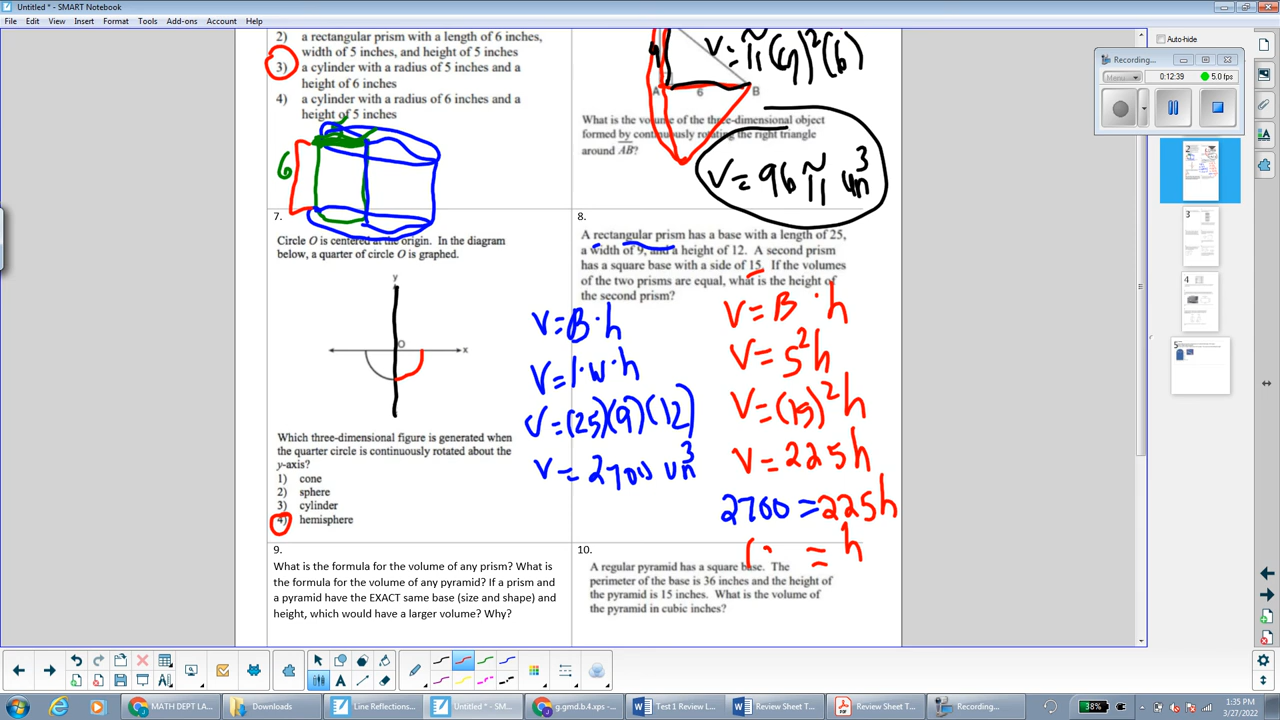 Untitled * - SMART Notebook
File Edit View Insert Format Tools Add-ons Account Help
2) a rectangular prism with a length of 6 inches,
width of 5 inches, and height of 5 inches
3) a cylinder with a radius of 5 inches and a
height of 6 inches
4) a cylinder with a radius of 6 inches and a
height of 5 inches
6
A 6 B
What is the volume of the three-dimensional object
formed by continuously rotating the right triangle
around AB?
V = 96 π un³
7.
Circle O is centered at the origin. In the diagram
below, a quarter of circle O is graphed.
y
O
x
Which three-dimensional figure is generated when
the quarter circle is continuously rotated about the
y-axis?
1) cone
2) sphere
3) cylinder
4) hemisphere
8.
A rectangular prism has a base with a length of 25,
a width of 9, and a height of 12. A second prism
has a square base with a side of 15. If the volumes
of the two prisms are equal, what is the height of
the second prism?
V = B · h
V = l · w · h
V = (25)(9)(12)
V = 2700 un³
V = B · h
V = s²h
V = (15)²h
V = 225h
2700 = 225h
= h
9.
What is the formula for the volume of any prism? What is
the formula for the volume of any pyramid? If a prism and
a pyramid have the EXACT same base (size and shape) and
height, which would have a larger volume? Why?
10.
A regular pyramid has a square base. The
perimeter of the base is 36 inches and the height of
the pyramid is 15 inches. What is the volume of
the pyramid in cubic inches?
Auto-hide
Recording...
Menu
0:12:39
5.0 fps
2
3
4
5
MATH DEPT LA...
Downloads
Line Reflections...
Untitled * - SM...
g.gmd.b.4.xps - ...
Test 1 Review L...
Review Sheet T...
Review Sheet T...
Recording...
38%
1:35 PM
3/27/2022